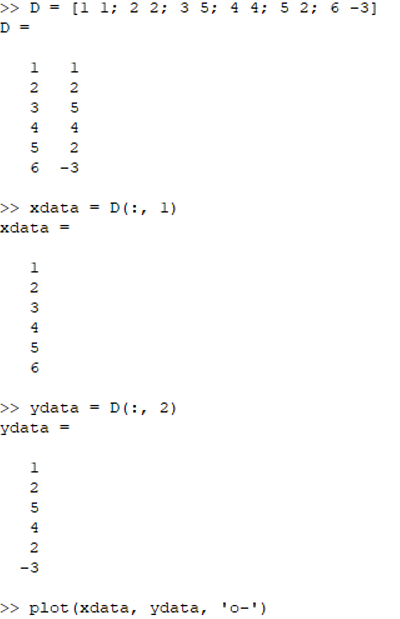 >> D = [1 1; 2 2; 3 5; 4 4; 5 2; 6 -3]
D =
1 1
2 2
3 5
4 4
5 2
6 -3
>> xdata = D(:, 1)
xdata =
1
2
3
4
5
6
>> ydata = D(:, 2)
ydata =
1
2
5
4
2
-3
>> plot(xdata, ydata, 'o-')